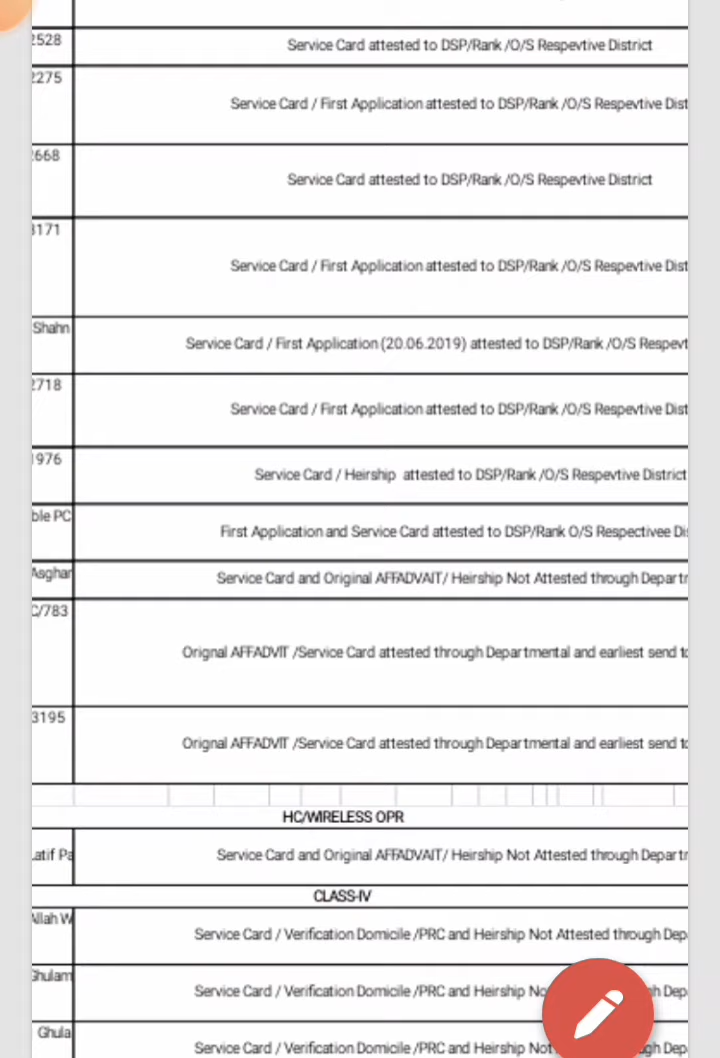 2528
Service Card attested to DSP/Rank /O/S Respevtive District
2275
Service Card / First Application attested to DSP/Rank /O/S Respevtive Dist
2668
Service Card attested to DSP/Rank /O/S Respevtive District
3171
Service Card / First Application attested to DSP/Rank /O/S Respevtive Dist
Shahn
Service Card / First Application (20.06.2019) attested to DSP/Rank /O/S Respevt
2718
Service Card / First Application attested to DSP/Rank /O/S Respevtive Dist
1976
Service Card / Heirship attested to DSP/Rank /O/S Respevtive District
ble PC
First Application and Service Card attested to DSP/Rank O/S Respectivee Dis
Asghar
Service Card and Original AFFADVAIT/ Heirship Not Attested through Departr
C/783
Orignal AFFADVIT /Service Card attested through Departmental and earliest send to
3195
Orignal AFFADVIT /Service Card attested through Departmental and earliest send to
HC/WIRELESS OPR
Latif Pa
Service Card and Original AFFADVAIT/ Heirship Not Attested through Departr
CLASS-IV
Allah W
Service Card / Verification Domicile /PRC and Heirship Not Attested through Dep
Ghulam
Service Card / Verification Domicile /PRC and Heirship No gh Dep
Ghula
Service Card / Verification Domicile /PRC and Heirship Not gh Dep